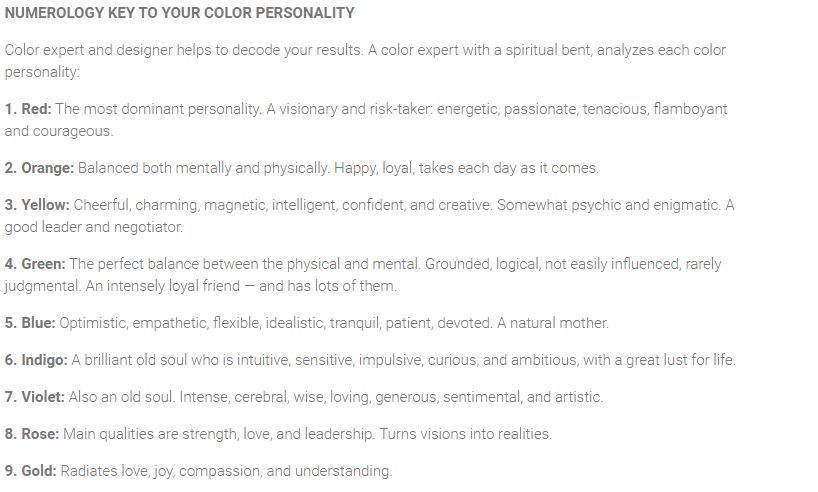 NUMEROLOGY KEY TO YOUR COLOR PERSONALITY
Color expert and designer helps to decode your results. A color expert with a spiritual bent, analyzes each color
personality:
1. Red: The most dominant personality. A visionary and risk-taker: energetic, passionate, tenacious, flamboyant
and courageous.
2. Orange: Balanced both mentally and physically. Happy, loyal, takes each day as it comes.
3. Yellow: Cheerful, charming, magnetic, intelligent, confident, and creative. Somewhat psychic and enigmatic. A
good leader and negotiator.
4. Green: The perfect balance between the physical and mental. Grounded, logical, not easily influenced, rarely
judgmental. An intensely loyal friend — and has lots of them.
5. Blue: Optimistic, empathetic, flexible, idealistic, tranquil, patient, devoted. A natural mother.
6. Indigo: A brilliant old soul who is intuitive, sensitive, impulsive, curious, and ambitious, with a great lust for life.
7. Violet: Also an old soul. Intense, cerebral, wise, loving, generous, sentimental, and artistic.
8. Rose: Main qualities are strength, love, and leadership. Turns visions into realities.
9. Gold: Radiates love, joy, compassion, and understanding.